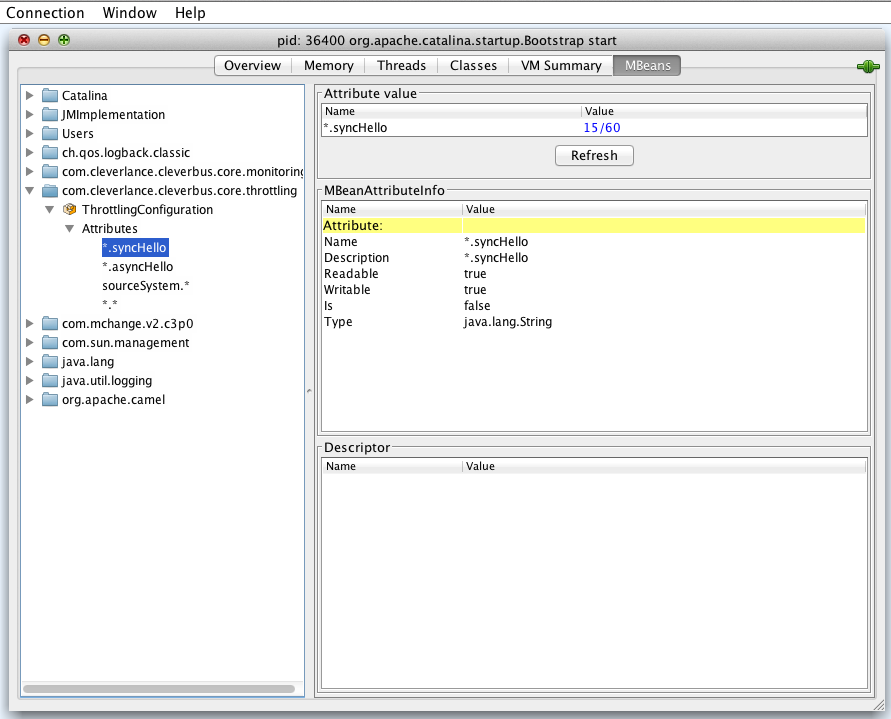 Connection Window Help
pid: 36400 org.apache.catalina.startup.Bootstrap start
Overview Memory Threads Classes VM Summary MBeans
Catalina
JMImplementation
Users
ch.qos.logback.classic
com.cleverlance.cleverbus.core.monitoring
com.cleverlance.cleverbus.core.throttling
ThrottlingConfiguration
Attributes
*.syncHello
*.asyncHello
sourceSystem.*
*.*
com.mchange.v2.c3p0
com.sun.management
java.lang
java.util.logging
org.apache.camel
Attribute value
Name Value
*.syncHello 15/60
Refresh
MBeanAttributeInfo
Name Value
Attribute:
Name *.syncHello
Description *.syncHello
Readable true
Writable true
Is false
Type java.lang.String
Descriptor
Name Value